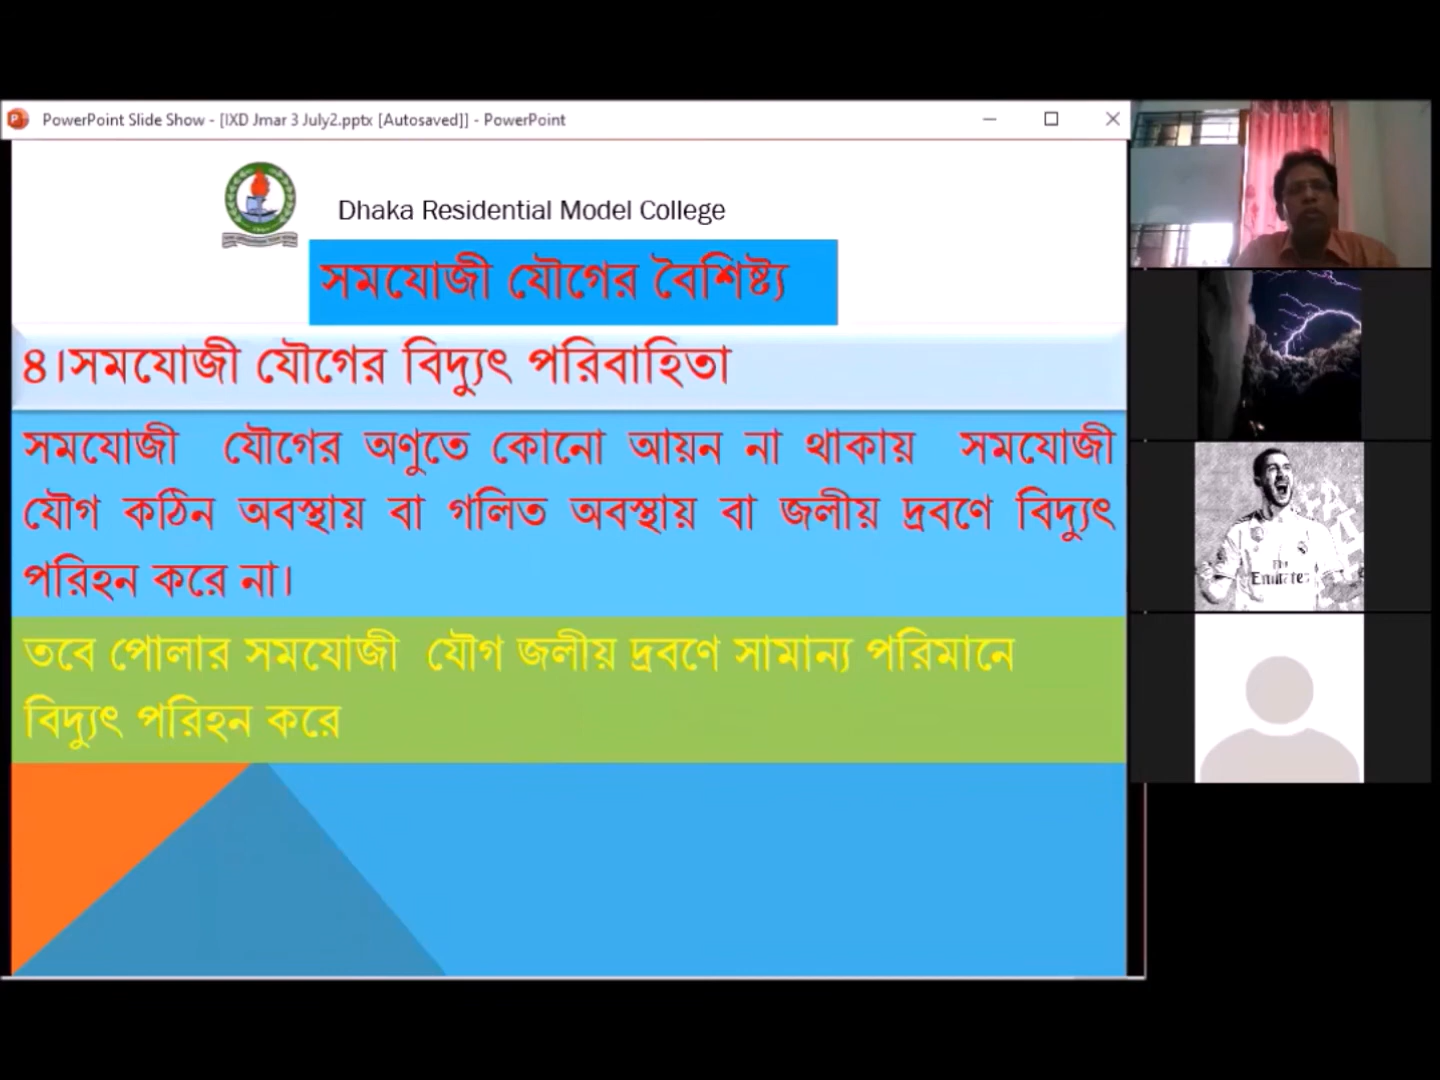 PowerPoint Slide Show - [IXD Jmar 3 July2.pptx [Autosaved]] - PowerPoint
Dhaka Residential Model College
সমযোজী যৌগের বৈশিষ্ট্য
৪।সমযোজী যৌগের বিদ্যুৎ পরিবাহিতা
সমযোজী যৌগের অণুতে কোনো আয়ন না থাকায় সমযোজী
যৌগ কঠিন অবস্থায় বা গলিত অবস্থায় বা জলীয় দ্রবণে বিদ্যুৎ
পরিহন করে না।
তবে পোলার সমযোজী যৌগ জলীয় দ্রবণে সামান্য পরিমানে
বিদ্যুৎ পরিহন করে
Fly
Emirates